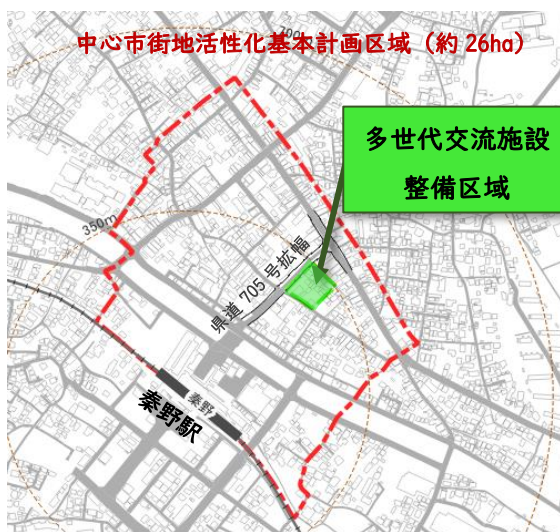 中心市街地活性化基本計画区域（約26ha）
多世代交流施設
整備区域
350m
県道705号拡幅
秦野
秦野駅